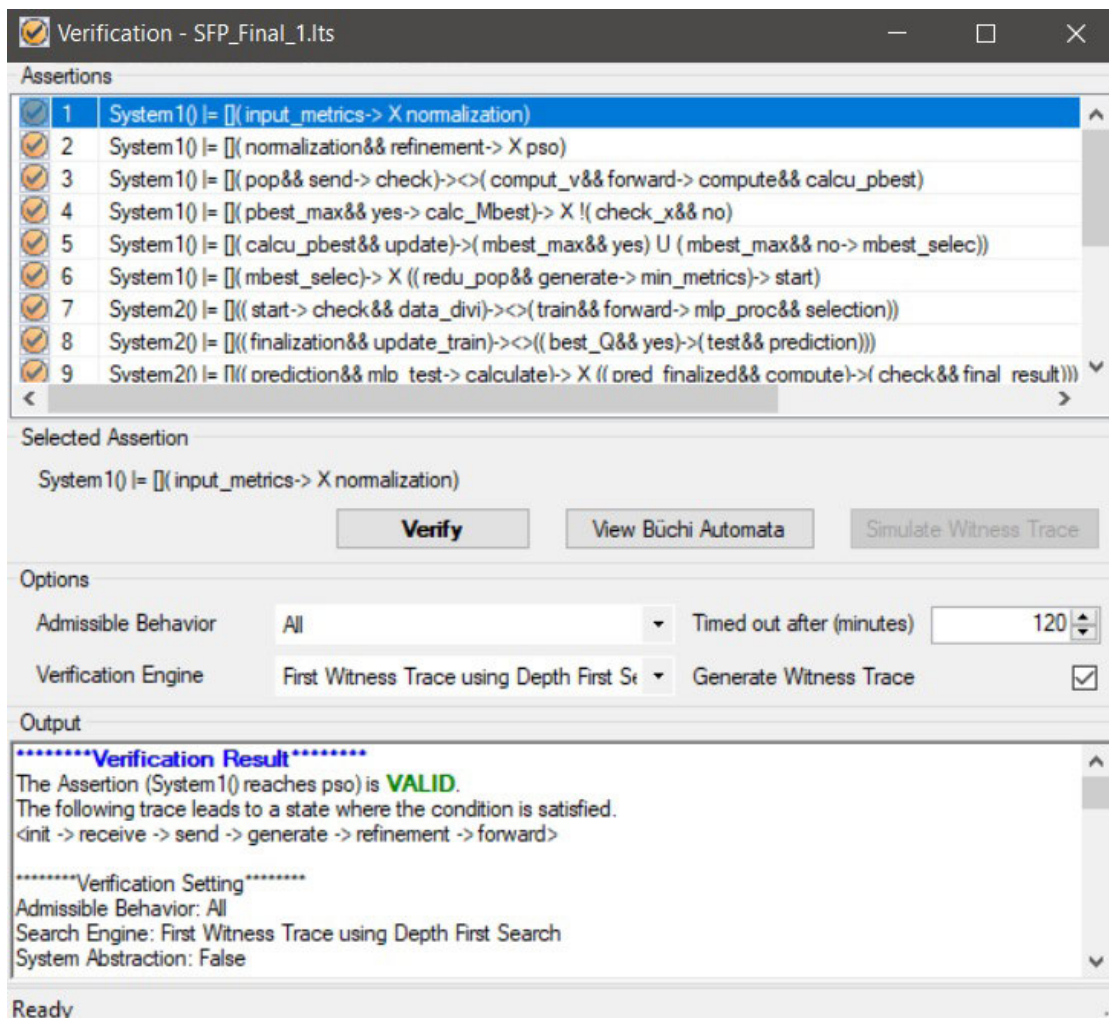 Verification - SFP_Final_1.lts
Assertions
1 System1() |= []( input_metrics-> X normalization)
2 System1() |= []( normalization&& refinement-> X pso)
3 System1() |= []( pop&& send-> check)-><>( comput_v&& forward-> compute&& calcu_pbest)
4 System1() |= []( pbest_max&& yes-> calc_Mbest)-> X !( check_x&& no)
5 System1() |= []( calcu_pbest&& update)->( mbest_max&& yes) U ( mbest_max&& no-> mbest_selec))
6 System1() |= []( mbest_selec)-> X (( redu_pop&& generate-> min_metrics)-> start)
7 System2() |= [](( start-> check&& data_divi)-><>( train&& forward-> mlp_proc&& selection))
8 System2() |= []((finalization&& update_train)-><>(( best_Q&& yes)->( test&& prediction)))
9 System2() |= [](( prediction&& mlp_test-> calculate)-> X (( pred_finalized&& compute)->( check&& final_result)))
Selected Assertion
System1() |= []( input_metrics-> X normalization)
Verify View Büchi Automata Simulate Witness Trace
Options
Admissible Behavior All Timed out after (minutes) 120
Verification Engine First Witness Trace using Depth First Se Generate Witness Trace
Output
********Verification Result********
The Assertion (System1() reaches pso) is VALID.
The following trace leads to a state where the condition is satisfied.
<init -> receive -> send -> generate -> refinement -> forward>
********Verification Setting********
Admissible Behavior: All
Search Engine: First Witness Trace using Depth First Search
System Abstraction: False
Ready